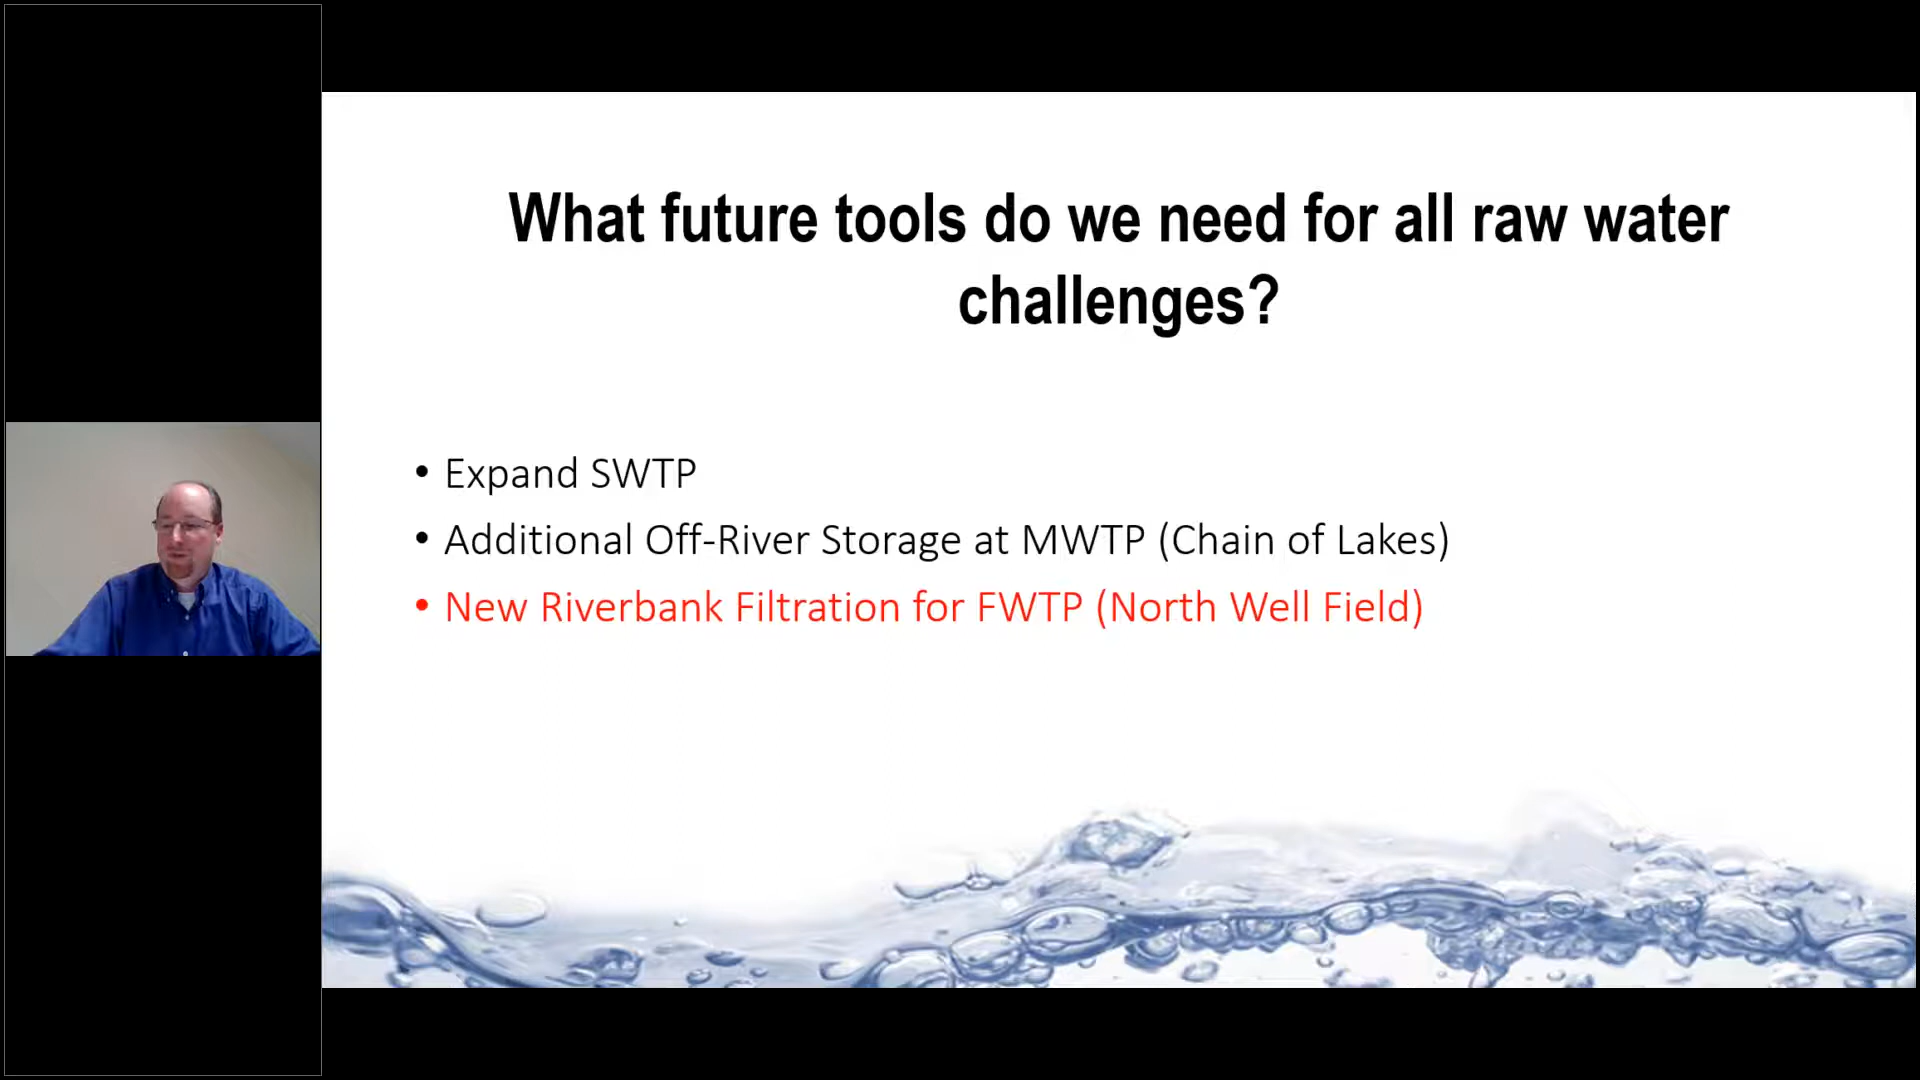 What future tools do we need for all raw water
challenges?
• Expand SWTP
• Additional Off-River Storage at MWTP (Chain of Lakes)
• New Riverbank Filtration for FWTP (North Well Field)